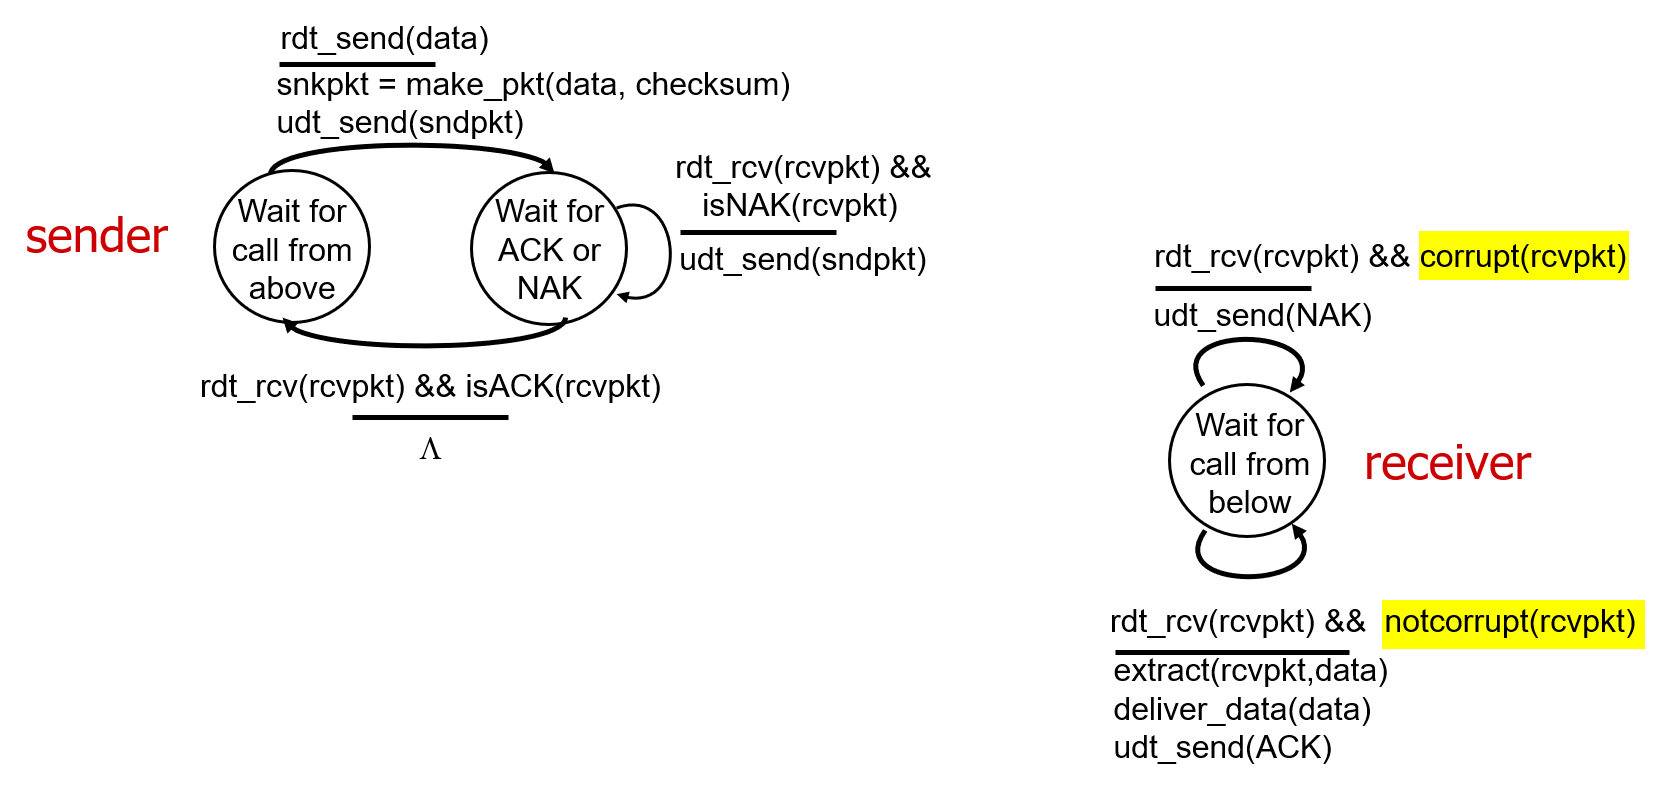 rdt_send(data)
snkpkt = make_pkt(data, checksum)
udt_send(sndpkt)
sender
Wait for
call from
above
Wait for
ACK or
NAK
rdt_rcv(rcvpkt) &&
isNAK(rcvpkt)
udt_send(sndpkt)
rdt_rcv(rcvpkt) && isACK(rcvpkt)
Λ
rdt_rcv(rcvpkt) && corrupt(rcvpkt)
udt_send(NAK)
Wait for
call from
below
receiver
rdt_rcv(rcvpkt) && notcorrupt(rcvpkt)
extract(rcvpkt,data)
deliver_data(data)
udt_send(ACK)